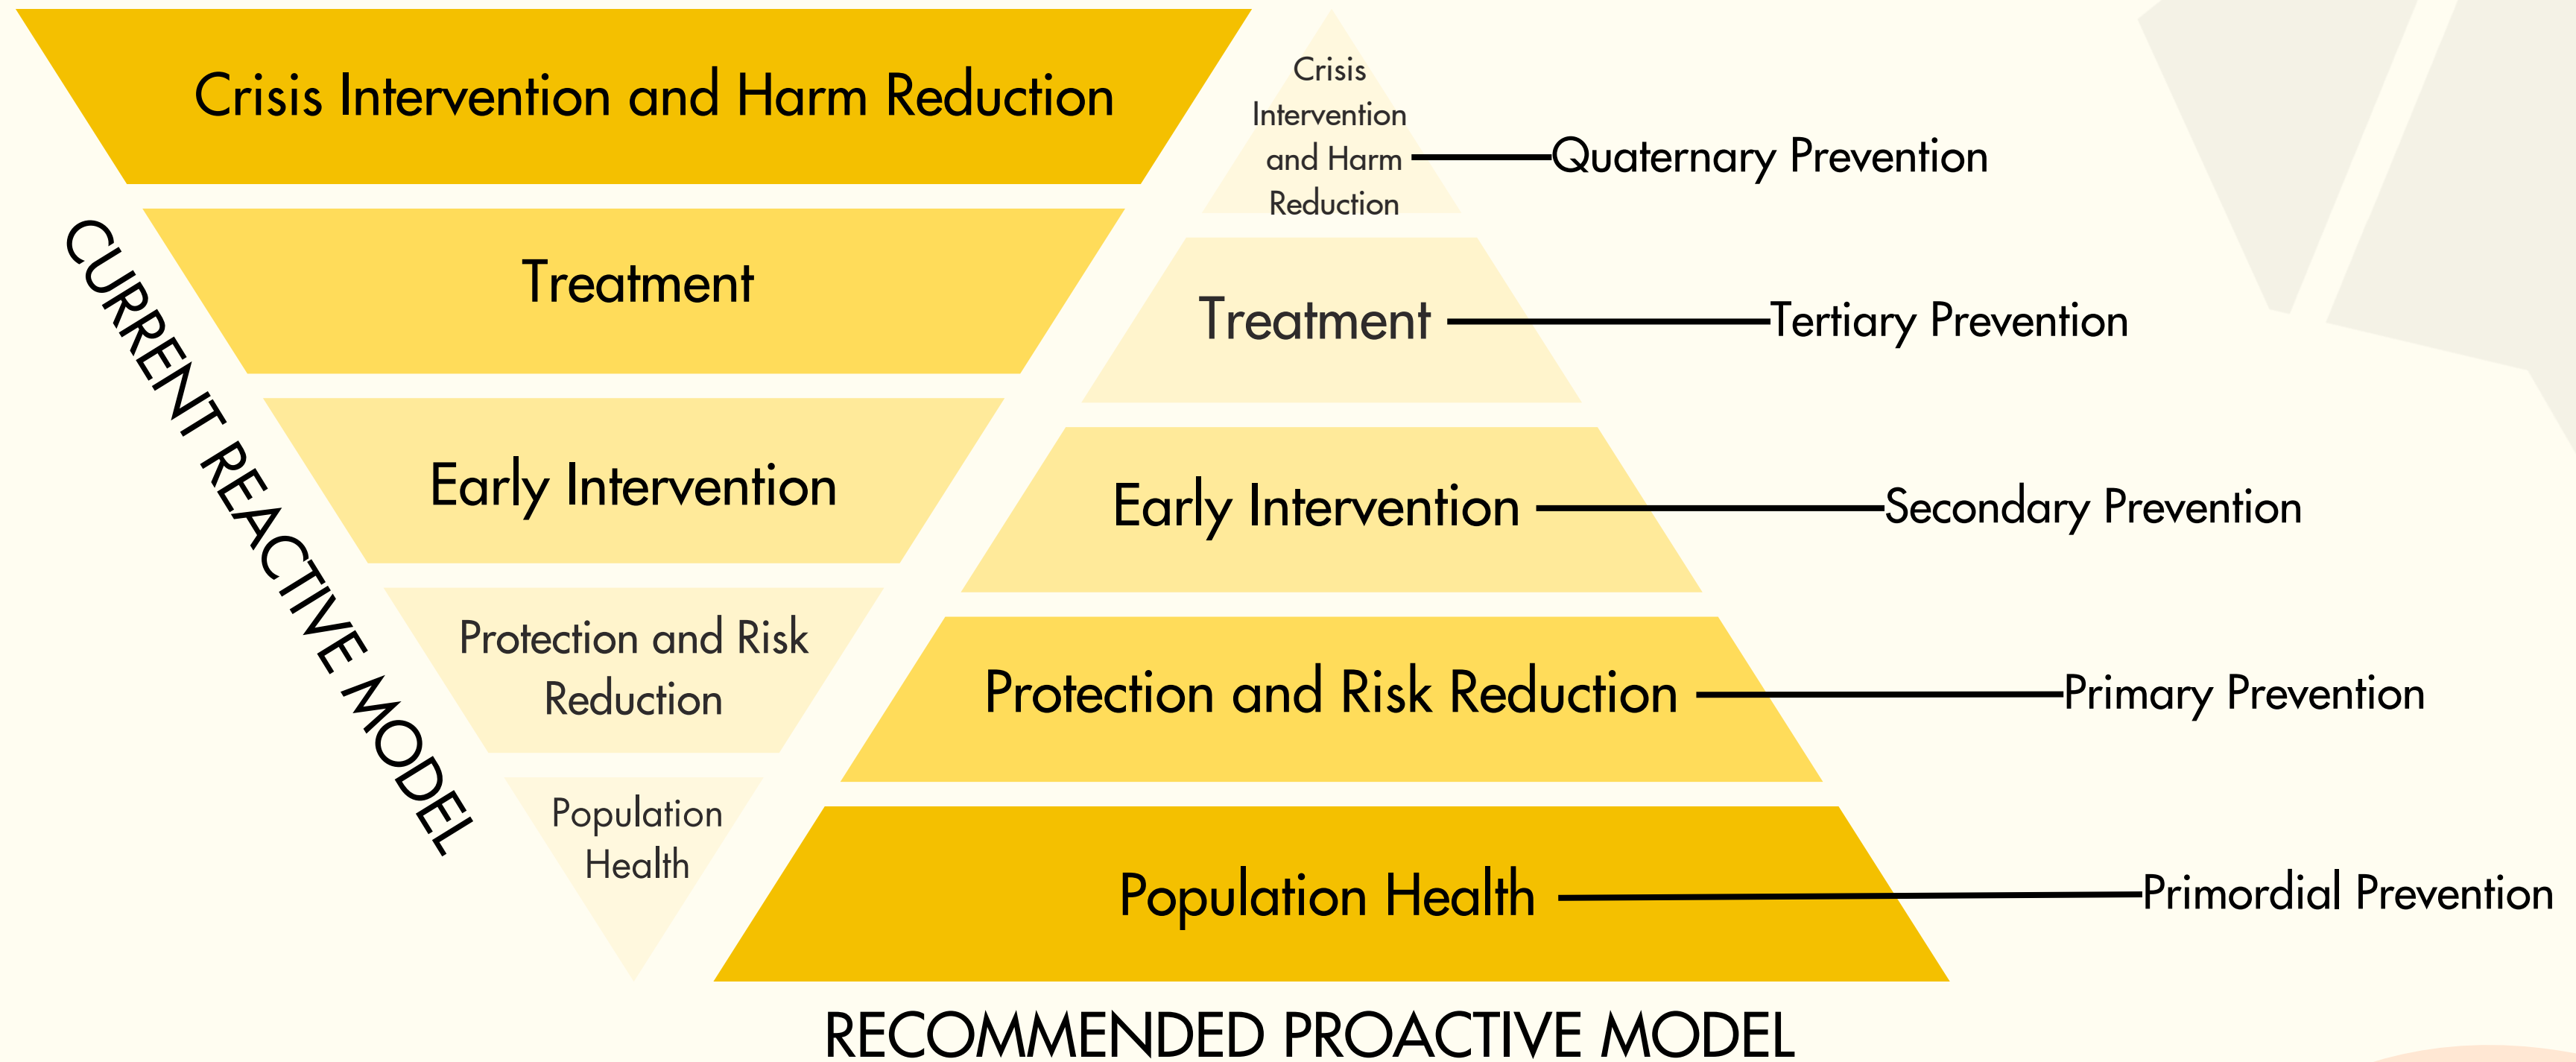 Crisis Intervention and Harm Reduction
Treatment
Early Intervention
Protection and Risk
Reduction
Population
Health
CURRENT REACTIVE MODEL
Crisis
Intervention
and Harm
Reduction
Quaternary Prevention
Treatment
Tertiary Prevention
Early Intervention
Secondary Prevention
Protection and Risk Reduction
Primary Prevention
Population Health
Primordial Prevention
RECOMMENDED PROACTIVE MODEL